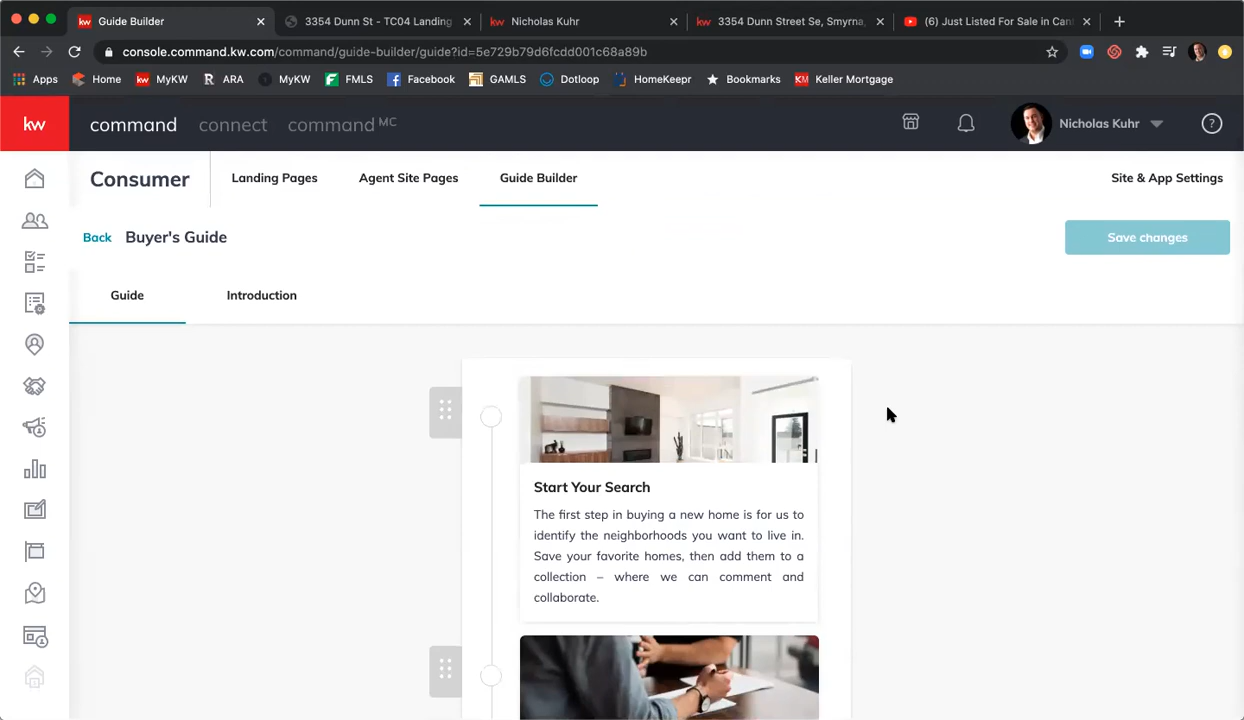 Guide Builder
3354 Dunn St - TC04 Landing
kw Nicholas Kuhr
kw 3354 Dunn Street Se, Smyrna,
(6) Just Listed For Sale in Can
console.command.kw.com/command/guide-builder/guide?id=5e729b79d6fcdd001c68a89b
Apps Home kw MyKW R ARA MyKW F FMLS f Facebook GAMLS Dotloop HomeKeepr Bookmarks KM Keller Mortgage
kw command connect command MC Nicholas Kuhr ?
Consumer Landing Pages Agent Site Pages Guide Builder Site & App Settings
Back Buyer's Guide Save changes
Guide Introduction
Start Your Search
The first step in buying a new home is for us to
identify the neighborhoods you want to live in.
Save your favorite homes, then add them to a
collection – where we can comment and
collaborate.